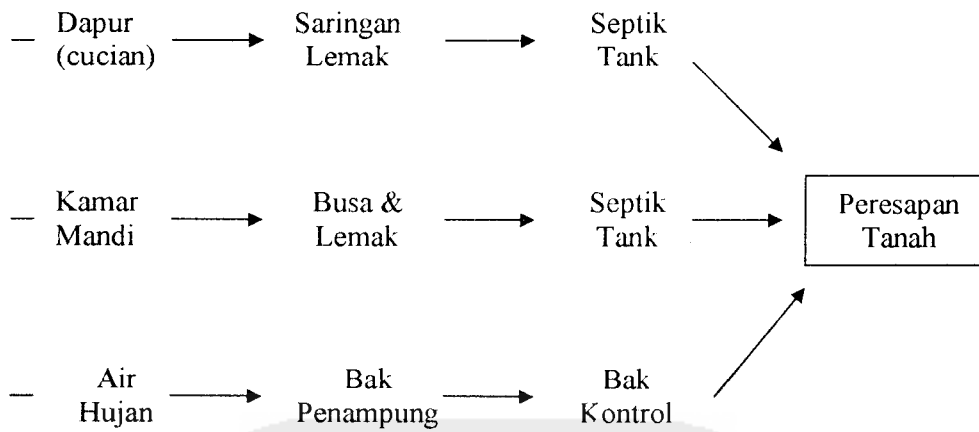 — Dapur
(cucian)
Saringan
Lemak
Septik
Tank
— Kamar
Mandi
Busa &
Lemak
Septik
Tank
Peresapan
Tanah
— Air
Hujan
Bak
Penampung
Bak
Kontrol